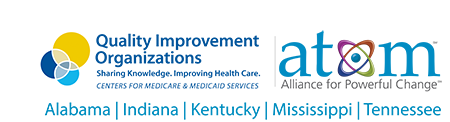 Quality Improvement
Organizations
Sharing Knowledge. Improving Health Care.
CENTERS FOR MEDICARE & MEDICAID SERVICES
atom™
Alliance for Powerful Change™
Alabama | Indiana | Kentucky | Mississippi | Tennessee